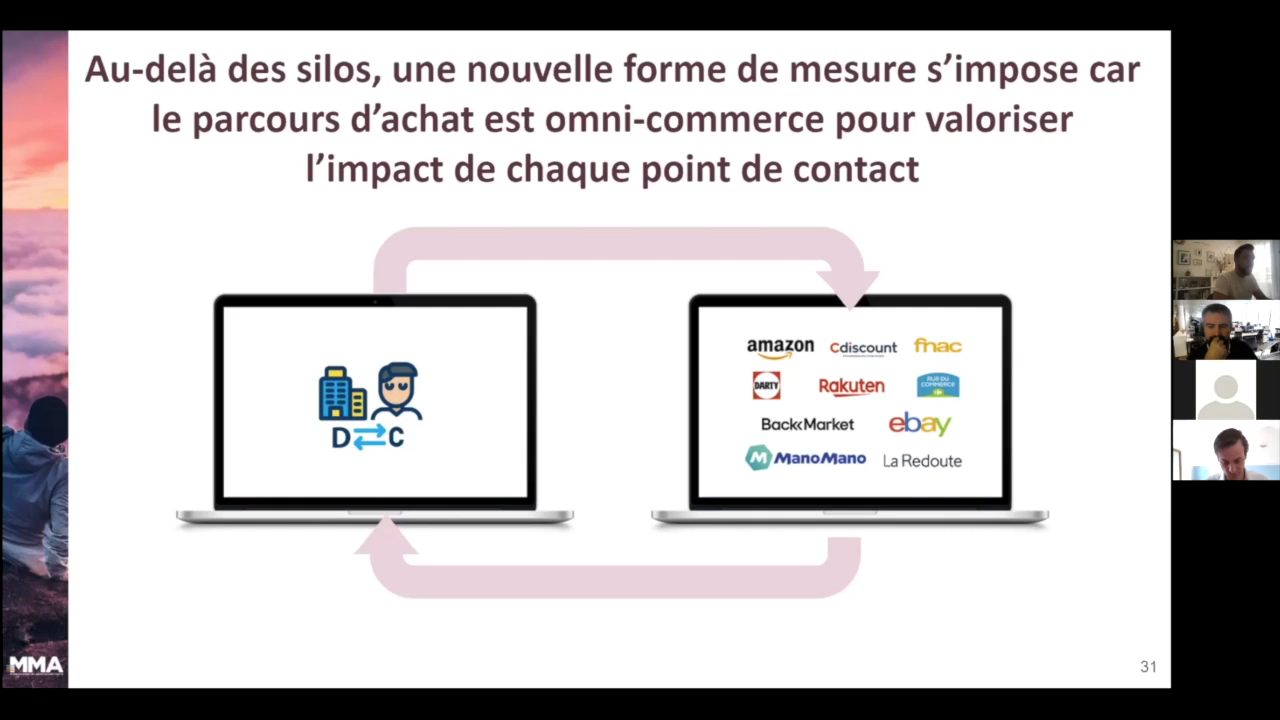 Au-delà des silos, une nouvelle forme de mesure s’impose car
le parcours d’achat est omni-commerce pour valoriser
l’impact de chaque point de contact
D C
amazon Cdiscount fnac
DARTY Rakuten RUE DU
COMMERCE
BackMarket ebay
M ManoMano La Redoute
MMA
31